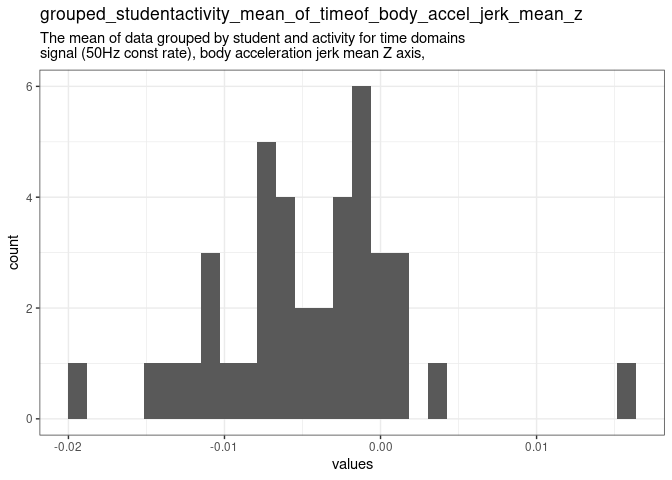 grouped_studentactivity_mean_of_timeof_body_accel_jerk_mean_z
The mean of data grouped by student and activity for time domains
signal (50Hz const rate), body acceleration jerk mean Z axis,
6
4
2
0
count
-0.02 -0.01 0.00 0.01
values